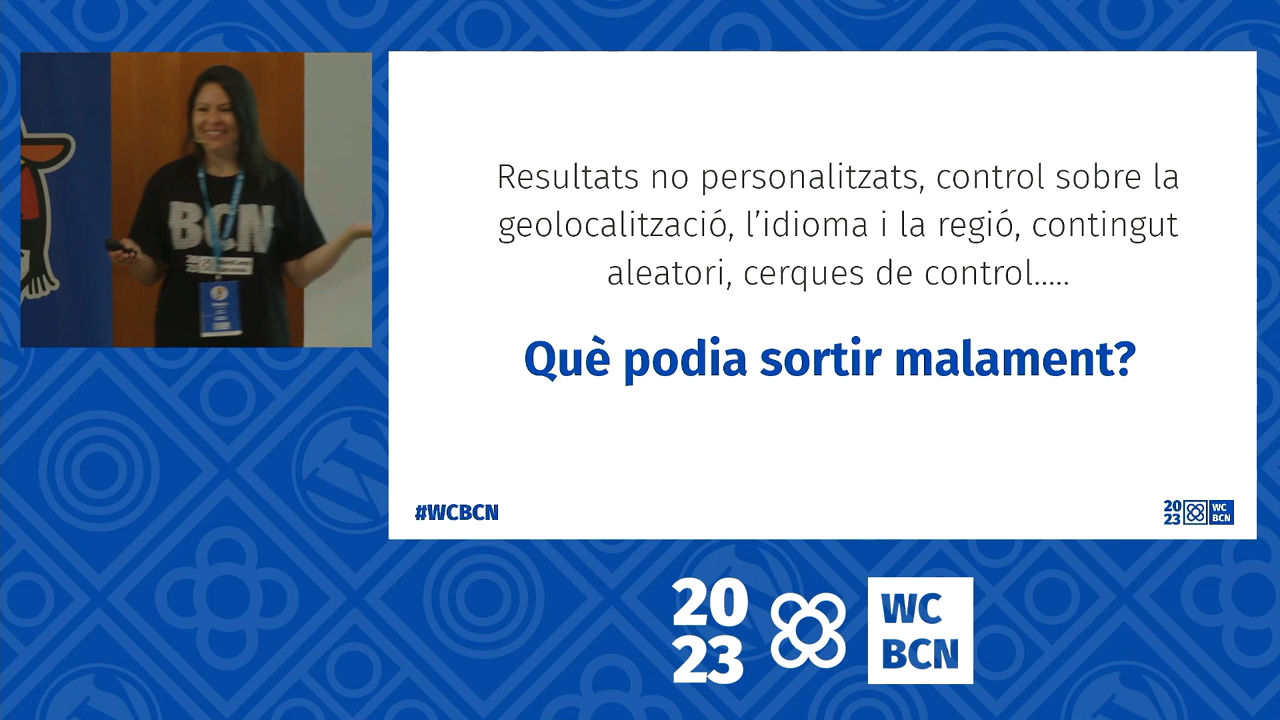 BCN
Resultats no personalitzats, control sobre la
geolocalització, l’idioma i la regió, contingut
aleatori, cerques de control.....
Què podia sortir malament?
#WCBCN
20
23
WC
BCN
20
23
WC
BCN